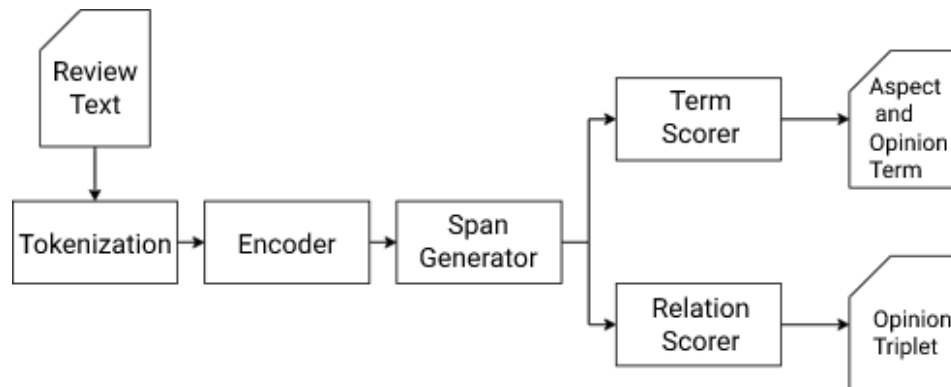 Review
Text
Tokenization
Encoder
Span
Generator
Term
Scorer
Aspect
and
Opinion
Term
Relation
Scorer
Opinion
Triplet